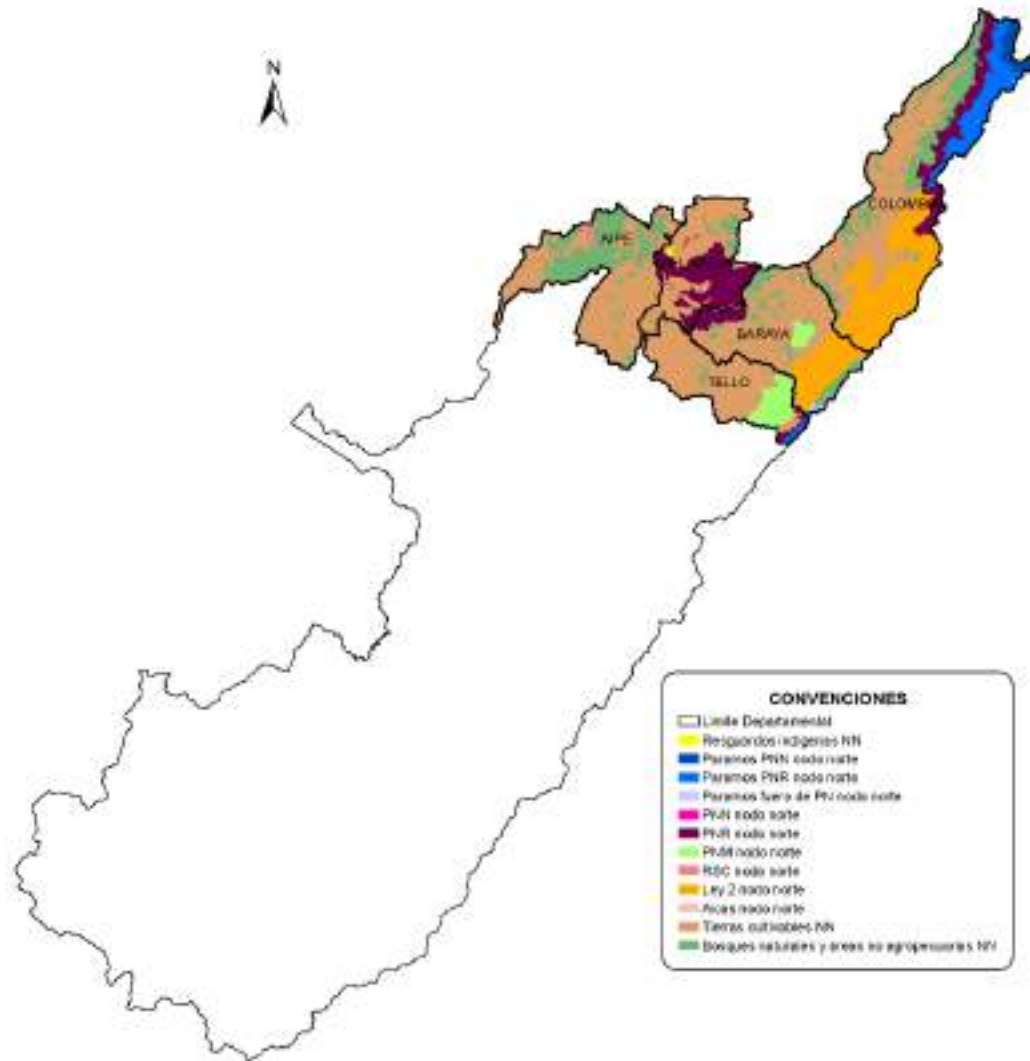 N
COLOMB
AIPE
BARAYA
TELLO
CONVENCIONES
Limite Departamental
Resguardos indigenas NN
Paramos PNN nodo norte
Paramos PNR nodo norte
Paramos fuera de PN nodo norte
PNN nodo norte
PNR nodo norte
PNM nodo norte
RSC nodo norte
Ley 2 nodo norte
Aicas nodo norte
Tierras cultivables NN
Bosques naturales y areas no agropecuarias NN